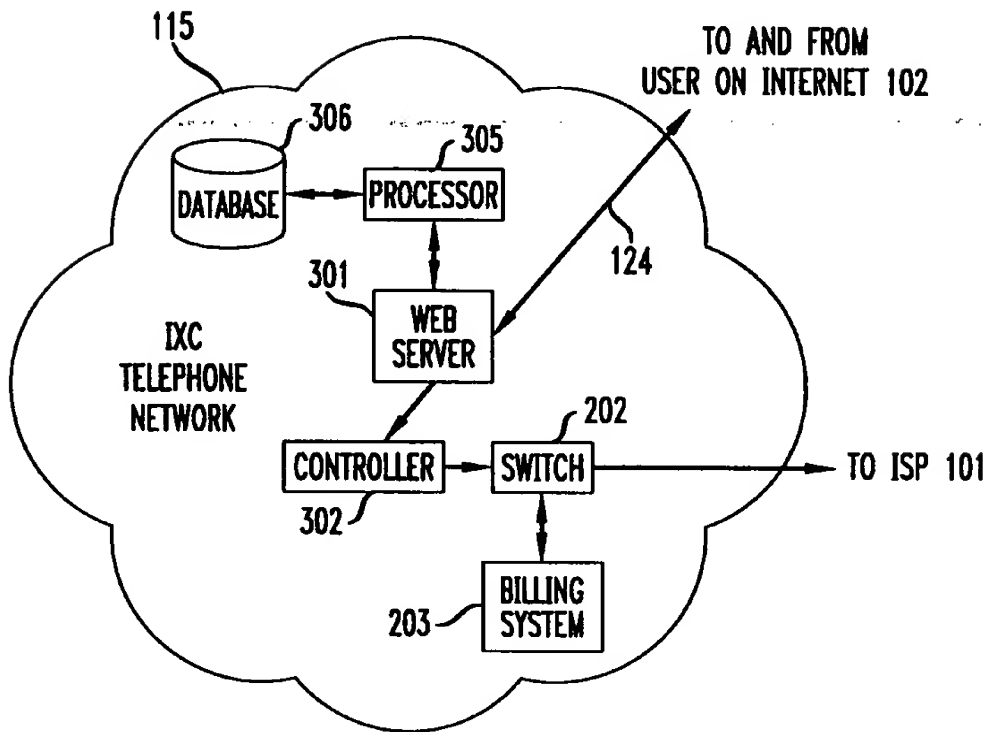 115
TO AND FROM
USER ON INTERNET 102
306
305
DATABASE
PROCESSOR
124
301
WEB
SERVER
IXC
TELEPHONE
NETWORK
202
CONTROLLER
SWITCH
TO ISP 101
302
BILLING
SYSTEM
203